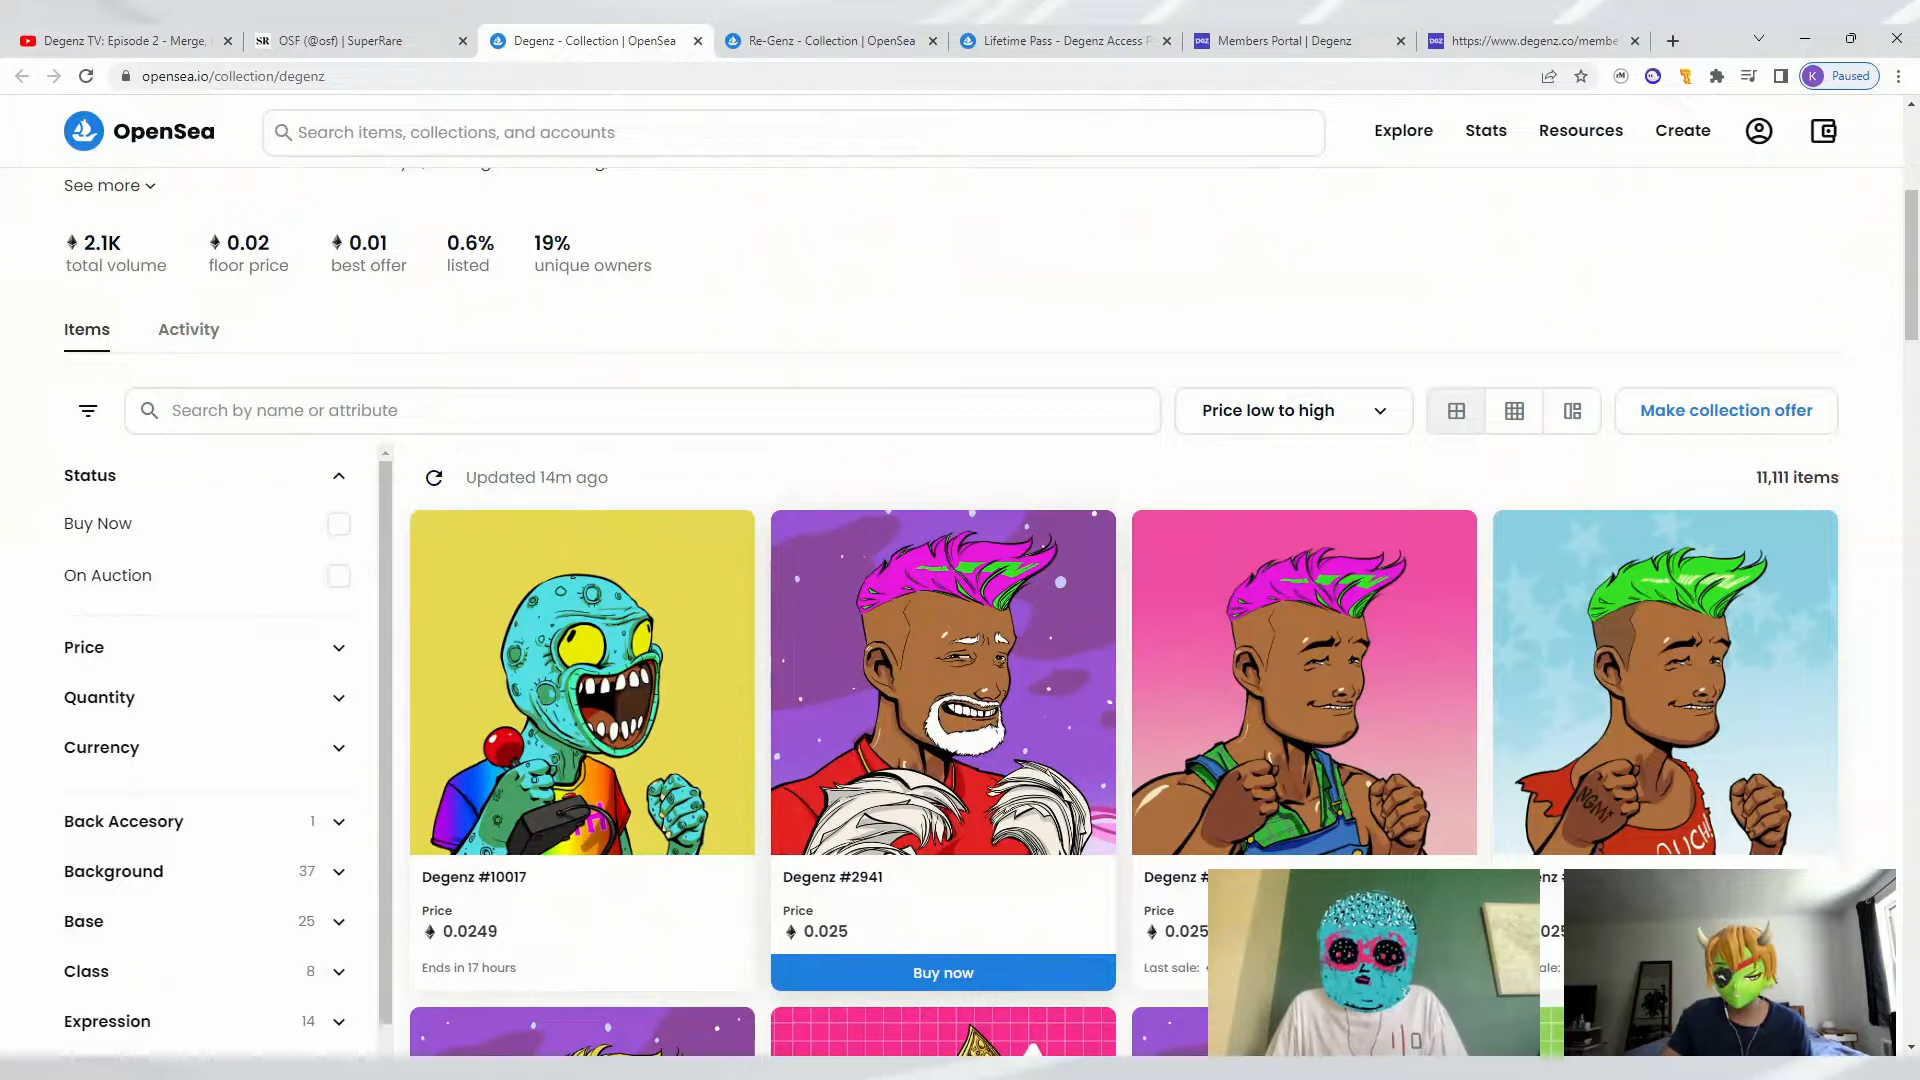 Degenz TV: Episode 2 - Merge,
SR OSF (@osf) | SuperRare
Degenz - Collection | OpenSea
Re-Genz - Collection | OpenSea
Lifetime Pass - Degenz Access P
DGZ Members Portal | Degenz
DGZ https://www.degenz.co/membe
opensea.io/collection/degenz
K Paused
OpenSea
Search items, collections, and accounts
Explore
Stats
Resources
Create
See more
2.1K
total volume
0.02
floor price
0.01
best offer
0.6%
listed
19%
unique owners
Items
Activity
Search by name or attribute
Price low to high
Make collection offer
Status
Buy Now
On Auction
Price
Quantity
Currency
Back Accesory 1
Background 37
Base 25
Class 8
Expression 14
Updated 14m ago
11,111 items
NGMI
OUCH!
Degenz #10017
Price
0.0249
Ends in 17 hours
Degenz #2941
Price
0.025
Buy now
Degenz #
Price
0.025
Last sale: